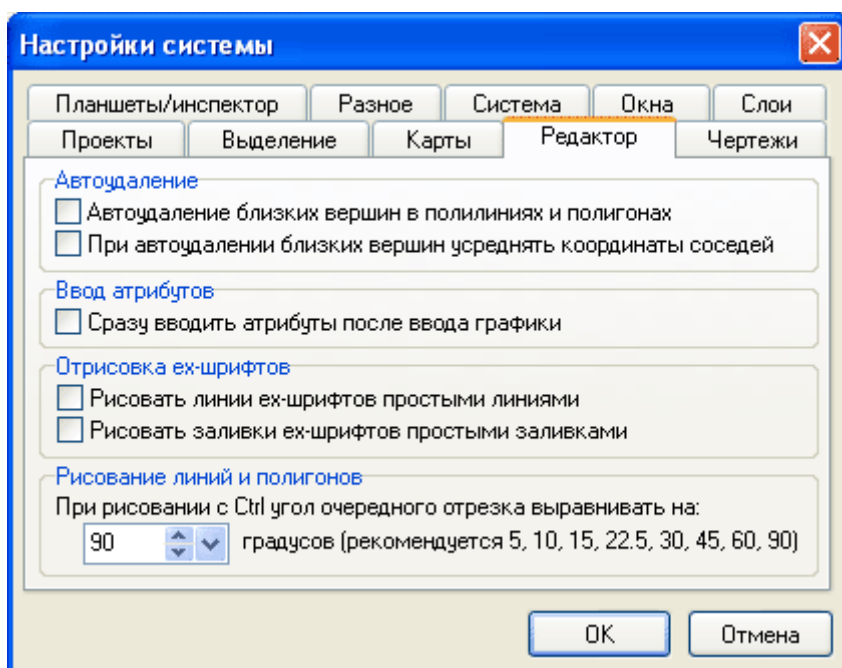 Настройки системы
Планшеты/инспектор Разное Система Окна Слои
Проекты Выделение Карты Редактор Чертежи
Автоудаление
Автоудаление близких вершин в полилиниях и полигонах
При автоудалении близких вершин усреднять координаты соседей
Ввод атрибутов
Сразу вводить атрибуты после ввода графики
Отрисовка ех-шрифтов
Рисовать линии ех-шрифтов простыми линиями
Рисовать заливки ех-шрифтов простыми заливками
Рисование линий и полигонов
При рисовании с Ctrl угол очередного отрезка выравнивать на:
90 градусов (рекомендуется 5, 10, 15, 22.5, 30, 45, 60, 90)
OK Отмена